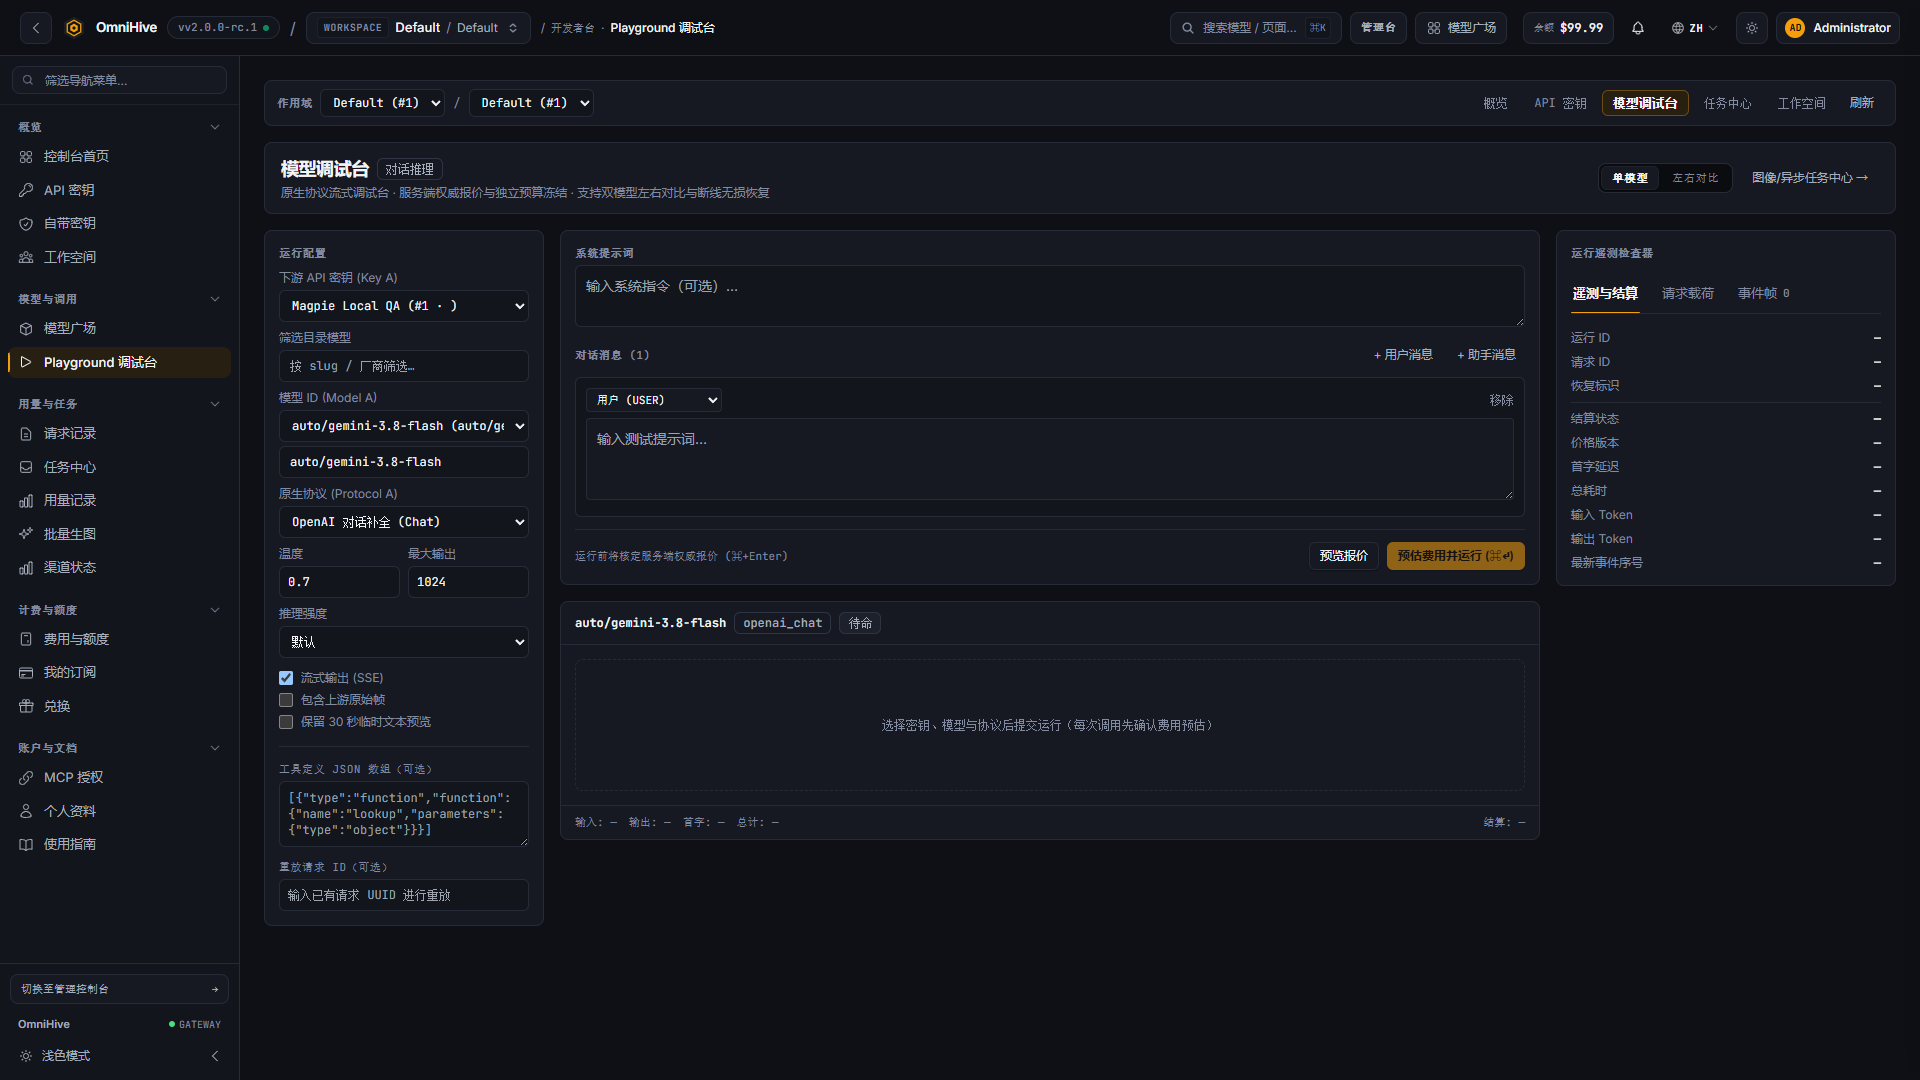 OmniHive
vv2.0.0-rc.1
/
WORKSPACE Default / Default
/ 开发者台 · Playground 调试台
搜索模型 / 页面... ⌘K
管理台
模型广场
余额 $99.99
ZH
AD Administrator
筛选导航菜单...
概览
控制台首页
API 密钥
自带密钥
工作空间
模型与调用
模型广场
Playground 调试台
用量与任务
请求记录
任务中心
用量记录
批量生图
渠道状态
计费与额度
费用与额度
我的订阅
兑换
账户与文档
MCP 授权
个人资料
使用指南
切换至管理控制台 →
OmniHive
GATEWAY
浅色模式
作用域 Default (#1) / Default (#1)
概览 API 密钥 模型调试台 任务中心 工作空间 刷新
模型调试台 对话推理
原生协议流式调试台 · 服务端权威报价与独立预算冻结 · 支持双模型左右对比与断线无损恢复
单模型 左右对比 图像/异步任务中心 →
运行配置
下游 API 密钥 (Key A)
Magpie Local QA (#1 · )
筛选目录模型
按 slug / 厂商筛选…
模型 ID (Model A)
auto/gemini-3.8-flash (auto/ge
auto/gemini-3.8-flash
原生协议 (Protocol A)
OpenAI 对话补全 (Chat)
温度 最大输出
0.7 1024
推理强度
默认
流式输出 (SSE)
包含上游原始帧
保留 30 秒临时文本预览
工具定义 JSON 数组（可选）
[{"type":"function","function":
{"name":"lookup","parameters":
{"type":"object"}}}]
重放请求 ID（可选）
输入已有请求 UUID 进行重放
系统提示词
输入系统指令（可选）...
对话消息 (1) + 用户消息 + 助手消息
用户 (USER) 移除
输入测试提示词...
运行前将核定服务端权威报价 (⌘+Enter) 预览报价 预估费用并运行 (⌘↵)
auto/gemini-3.8-flash openai_chat 待命
选择密钥、模型与协议后提交运行（每次调用先确认费用预估）
输入: — 输出: — 首字: — 总计: — 结算: —
运行遥测检查器
遥测与结算 请求载荷 事件帧 0
运行 ID —
请求 ID —
恢复标识 —
结算状态 —
价格版本 —
首字延迟 —
总耗时 —
输入 Token —
输出 Token —
最新事件序号 —